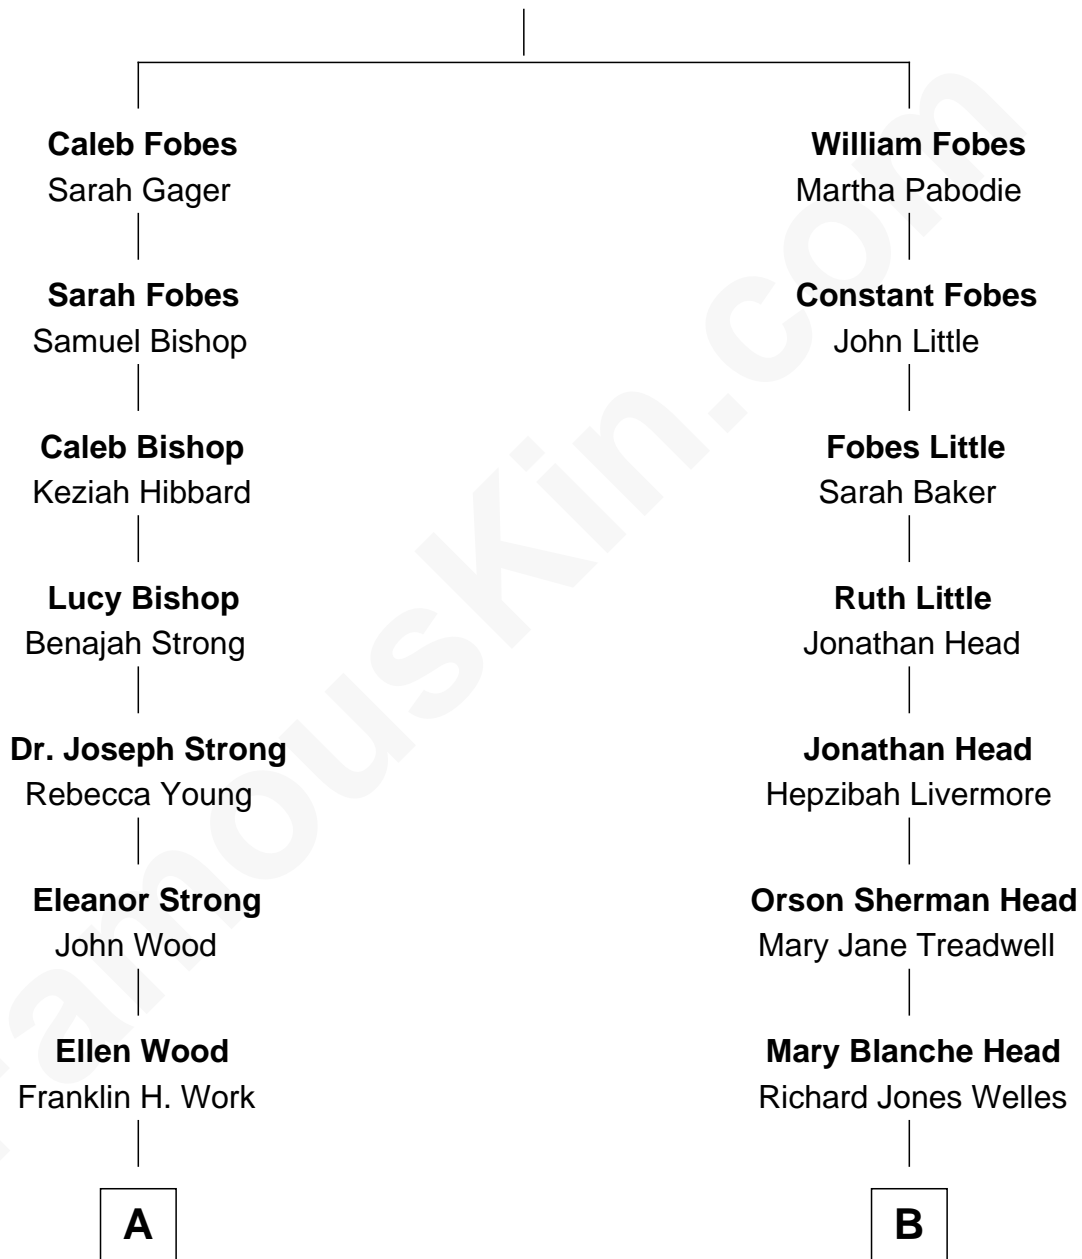 Caleb Fobes
Sarah Gager
Sarah Fobes
Samuel Bishop
Caleb Bishop
Keziah Hibbard
Lucy Bishop
Benajah Strong
Dr. Joseph Strong
Rebecca Young
Eleanor Strong
John Wood
Ellen Wood
Franklin H. Work
A
William Fobes
Martha Pabodie
Constant Fobes
John Little
Fobes Little
Sarah Baker
Ruth Little
Jonathan Head
Jonathan Head
Hepzibah Livermore
Orson Sherman Head
Mary Jane Treadwell
Mary Blanche Head
Richard Jones Welles
B
FamousKin.com